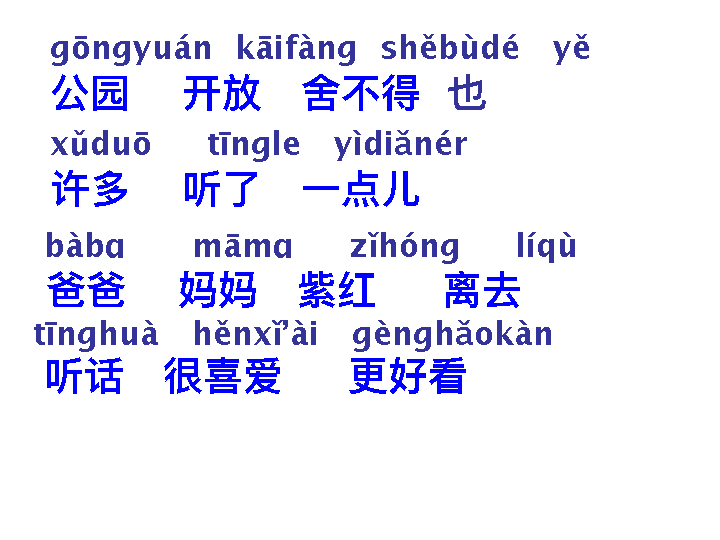 gōngyuán kāifàng shěbùdé yě
公园 开放 舍不得 也
xǔduō tīngle yìdiǎnér
许多 听了 一点儿
bàba māma zǐhóng líqù
爸爸 妈妈 紫红 离去
tīnghuà hěnxǐ’ài gènghǎokàn
听话 很喜爱 更好看